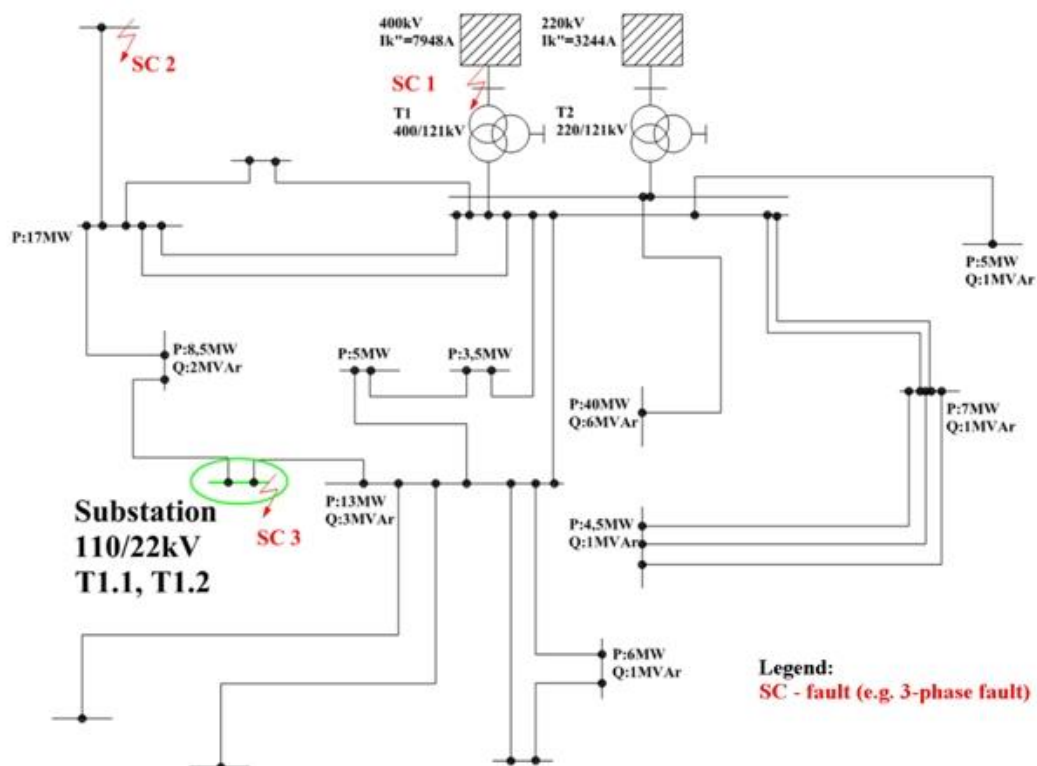 400kV
Ik"=7948A
220kV
Ik"=3244A
SC 2
SC 1
T1
400/121kV
T2
220/121kV
P:17MW
P:5MW
Q:1MVAr
P:8,5MW
Q:2MVAr
P:5MW
P:3,5MW
P:40MW
Q:6MVAr
P:7MW
Q:1MVAr
Substation
110/22kV
T1.1, T1.2
SC 3
P:13MW
Q:3MVAr
P:4,5MW
Q:1MVAr
P:6MW
Q:1MVAr
Legend:
SC - fault (e.g. 3-phase fault)